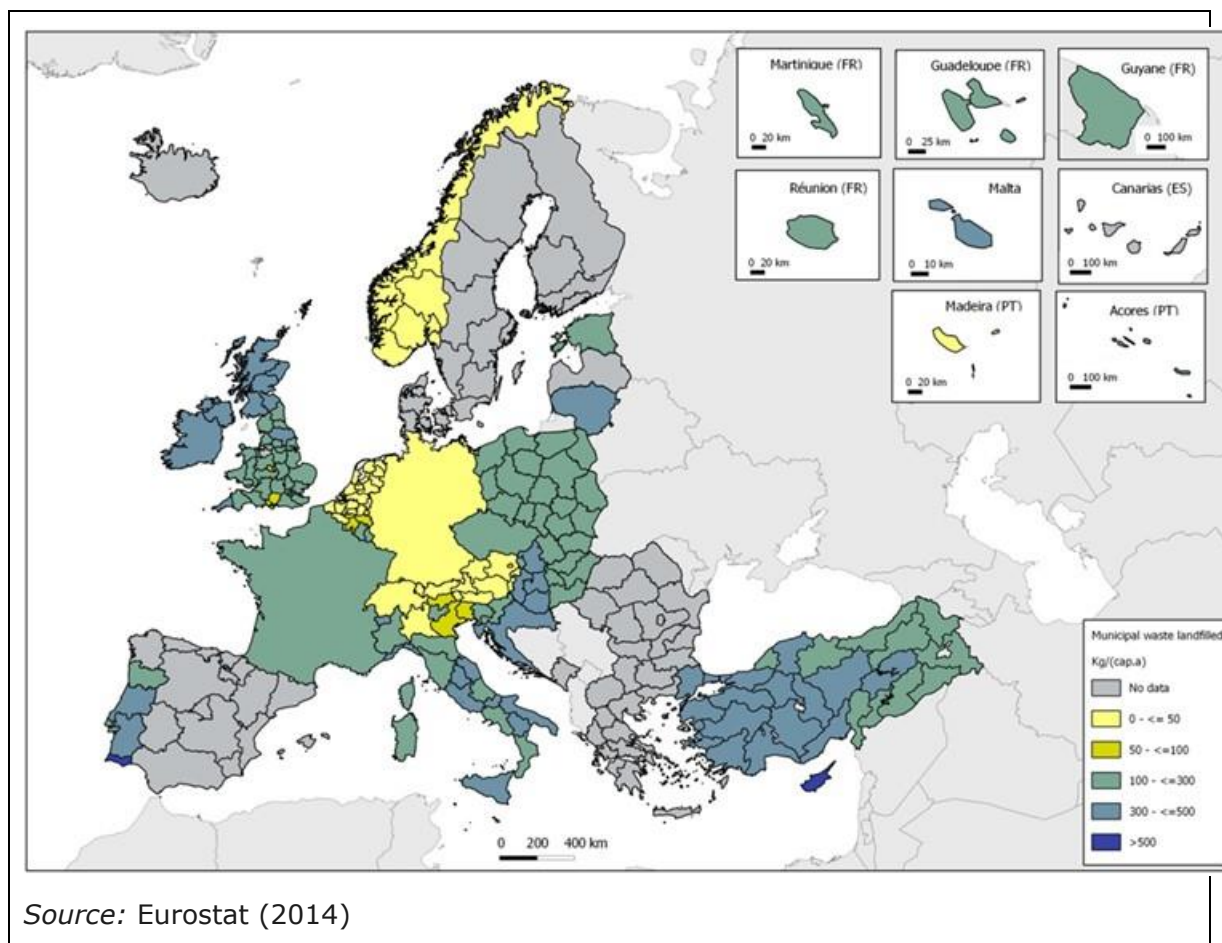 Martinique (FR)
0 20 km
Guadeloupe (FR)
0 25 km
Guyane (FR)
0 100 km
Réunion (FR)
0 20 km
Malta
0 10 km
Canarias (ES)
0 100 km
Madeira (PT)
0 20 km
Acores (PT)
0 100 km
Municipal waste landfilled
Kg/(cap.a)
No data
0 - <= 50
50 - <=100
100 - <=300
300 - <=500
>500
0 200 400 km
Source: Eurostat (2014)